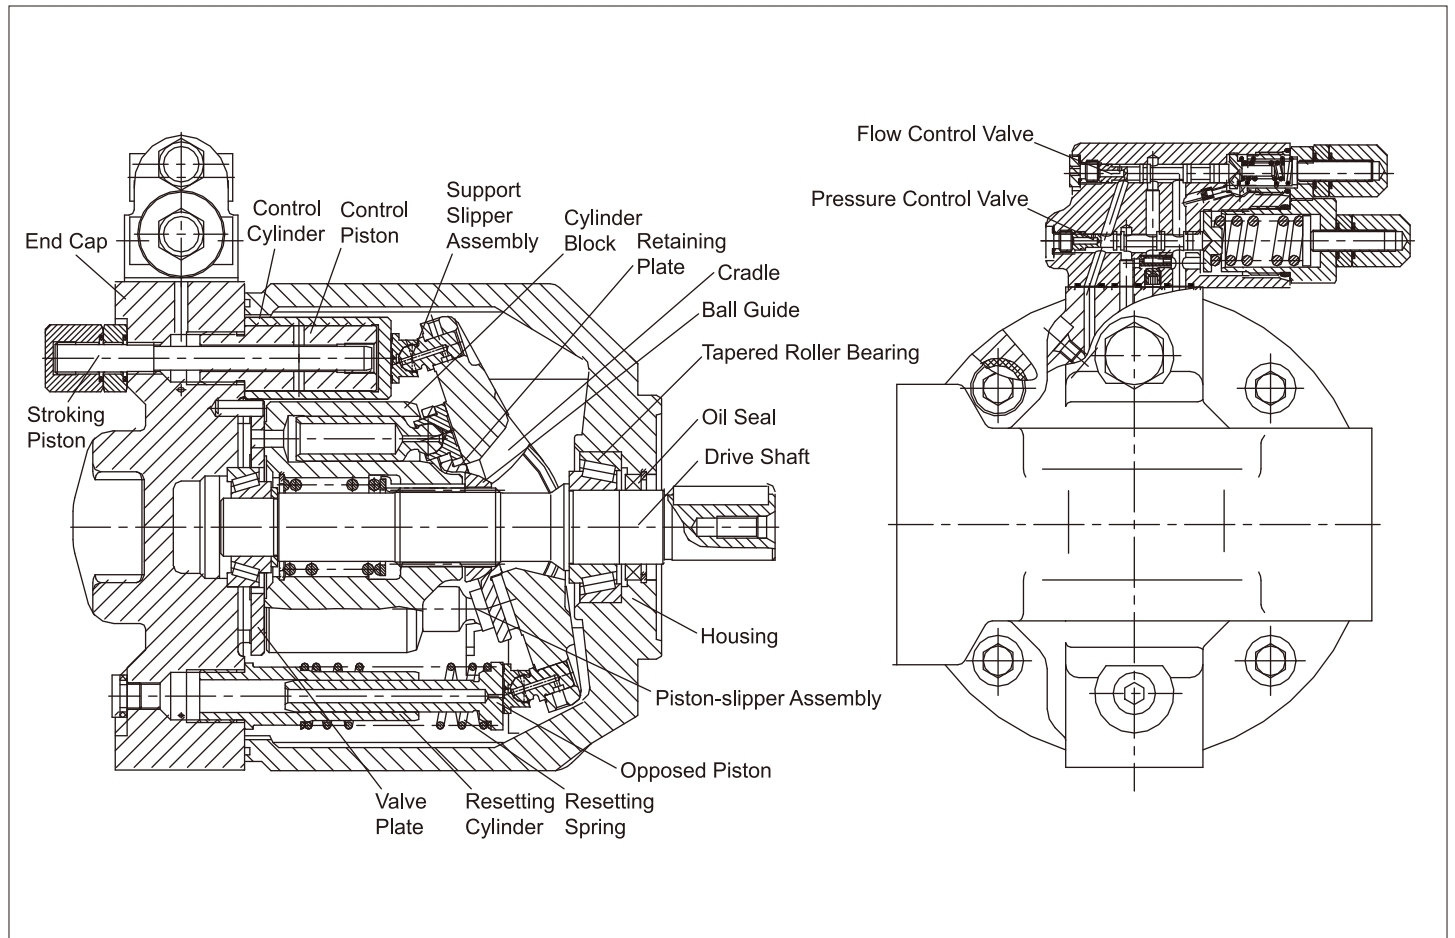 Flow Control Valve
Pressure Control Valve
End Cap
Control
Cylinder
Control
Piston
Support
Slipper
Assembly
Cylinder
Block
Retaining
Plate
Cradle
Ball Guide
Tapered Roller Bearing
Oil Seal
Drive Shaft
Stroking
Piston
Housing
Piston-slipper Assembly
Opposed Piston
Valve
Plate
Resetting
Cylinder
Resetting
Spring